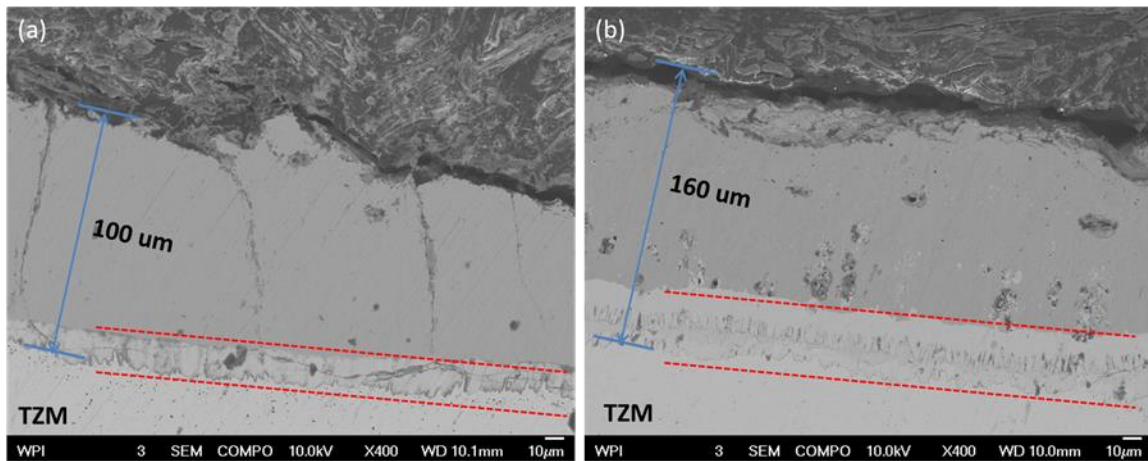 (a)
100 um
TZM
WPI 3 SEM COMPO 10.0kV X400 WD 10.1mm 10μm
(b)
160 um
TZM
WPI 3 SEM COMPO 10.0kV X400 WD 10.0mm 10μm